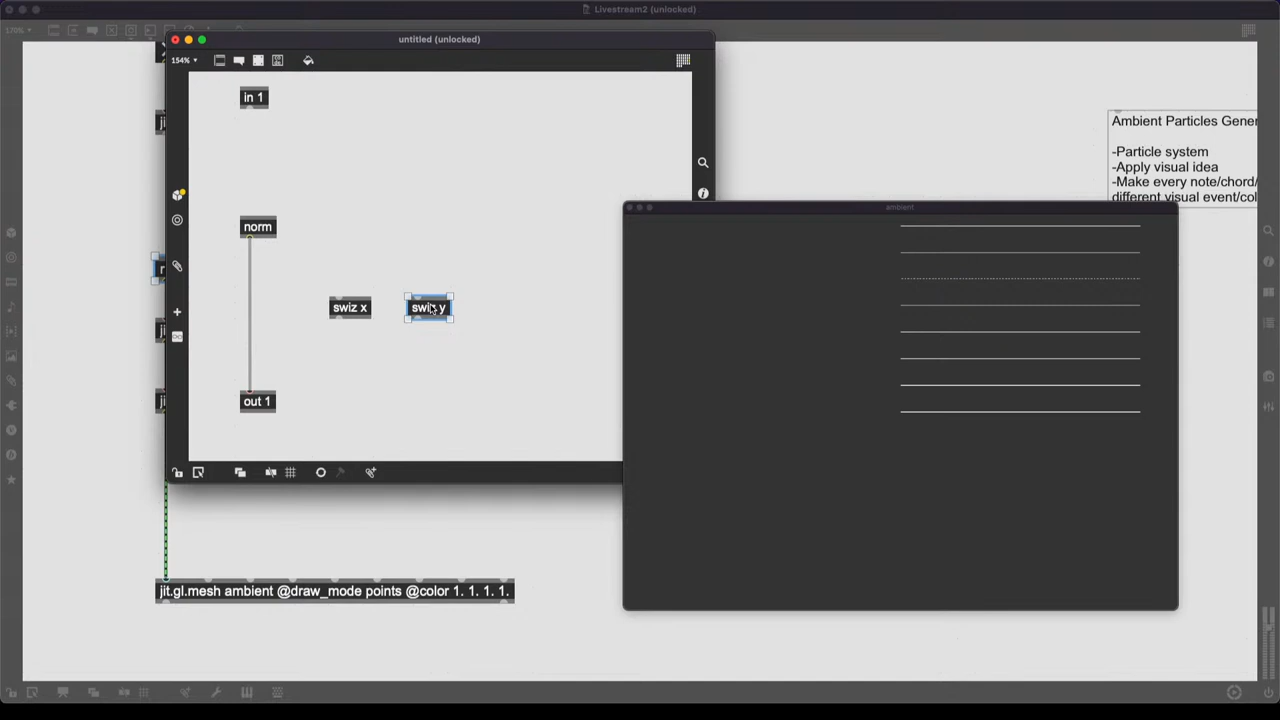 Livestream2 (unlocked)
170%
untitled (unlocked)
154%
in 1
norm
swiz x
swiz y
out 1
Ambient Particles Gener
-Particle system
-Apply visual idea
-Make every note/chord/
different visual event/col
ambient
jit.gl.mesh ambient @draw_mode points @color 1. 1. 1. 1.